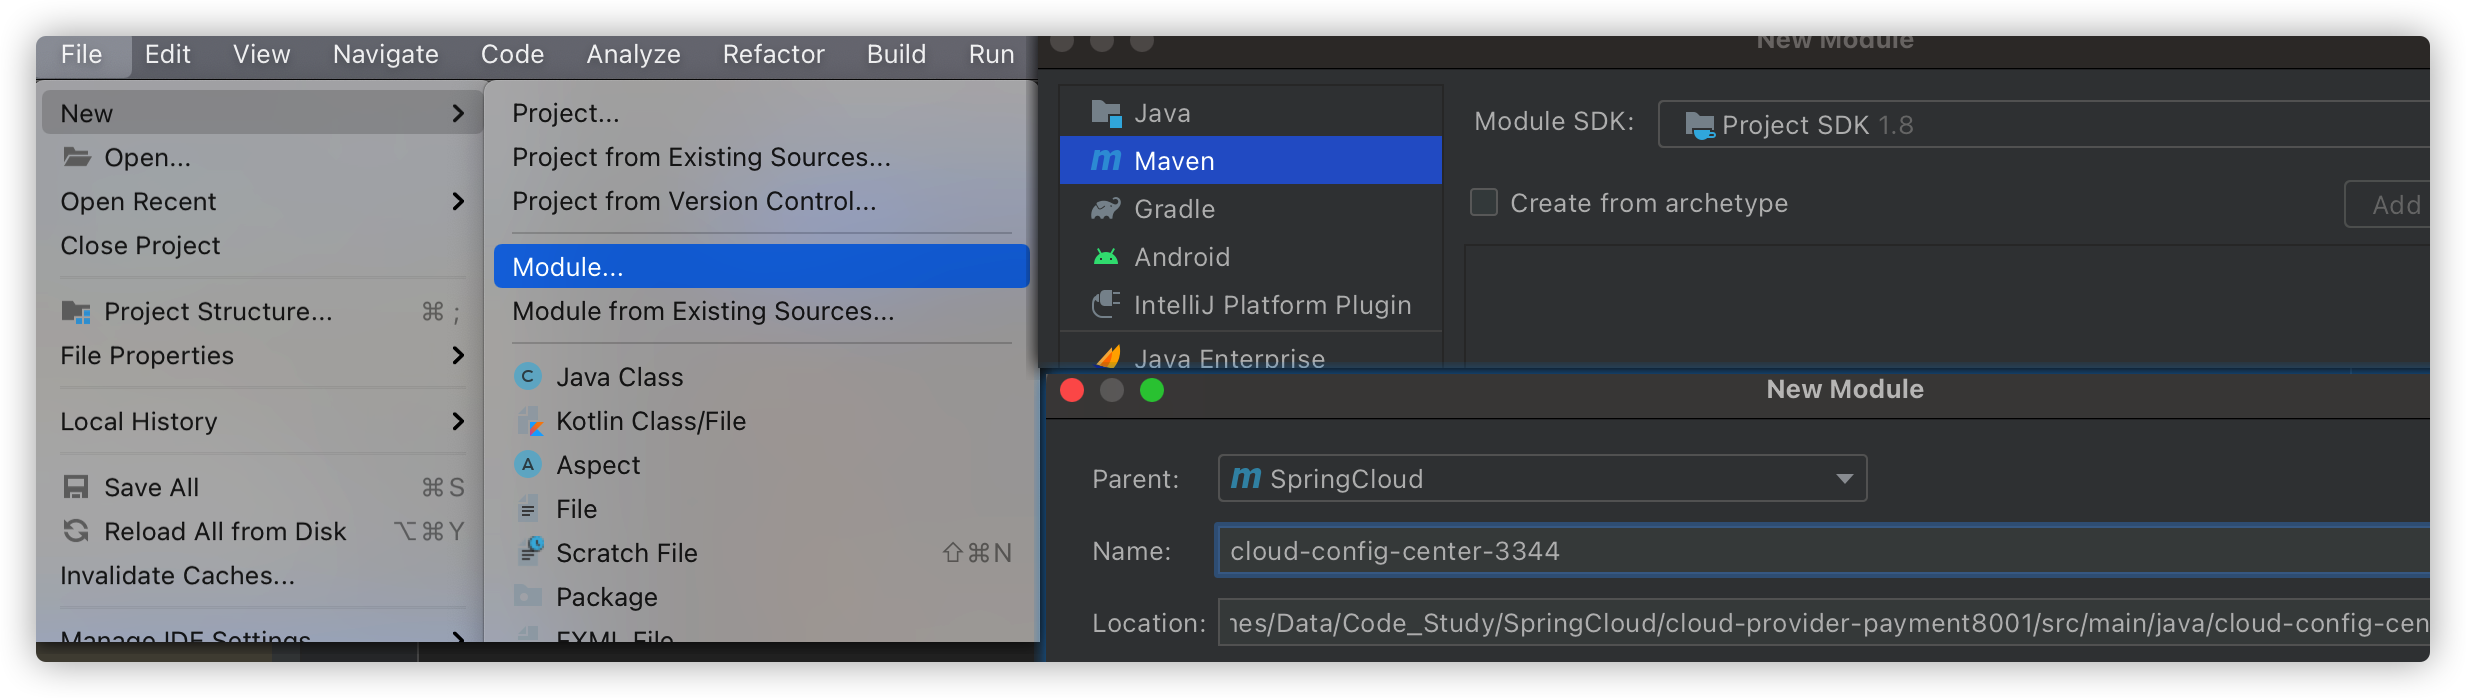 File Edit View Navigate Code Analyze Refactor Build Run
New
Open...
Open Recent
Close Project
Project Structure... ⌘ ;
File Properties
Local History
Save All ⌘S
Reload All from Disk ⌥⌘Y
Invalidate Caches...
Manage IDE Settings
Project...
Project from Existing Sources...
Project from Version Control...
Module...
Module from Existing Sources...
C Java Class
Kotlin Class/File
A Aspect
File
Scratch File ⇧⌘N
Package
FXML File
New Module
Java
m Maven
Gradle
Android
IntelliJ Platform Plugin
Java Enterprise
Module SDK: Project SDK 1.8
Create from archetype
Add
New Module
Parent: m SpringCloud
Name: cloud-config-center-3344
Location: nes/Data/Code_Study/SpringCloud/cloud-provider-payment8001/src/main/java/cloud-config-cen